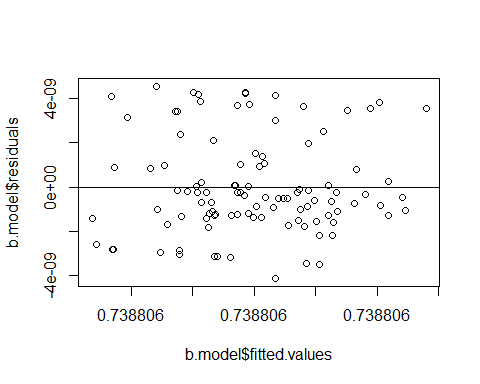 4e-09
0e+00
-4e-09
b.model$residuals
0.738806 0.738806 0.738806
b.model$fitted.values